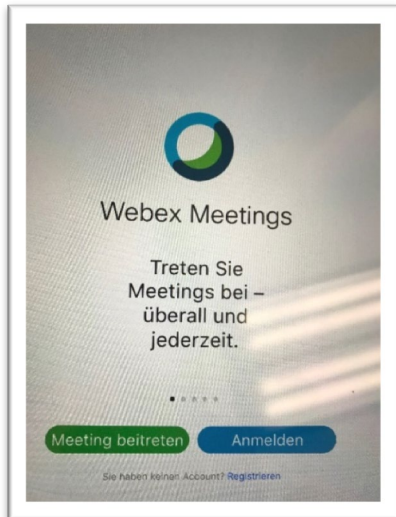 Webex Meetings
Treten Sie
Meetings bei –
überall und
jederzeit.
Meeting beitreten Anmelden
Sie haben keinen Account? Registrieren